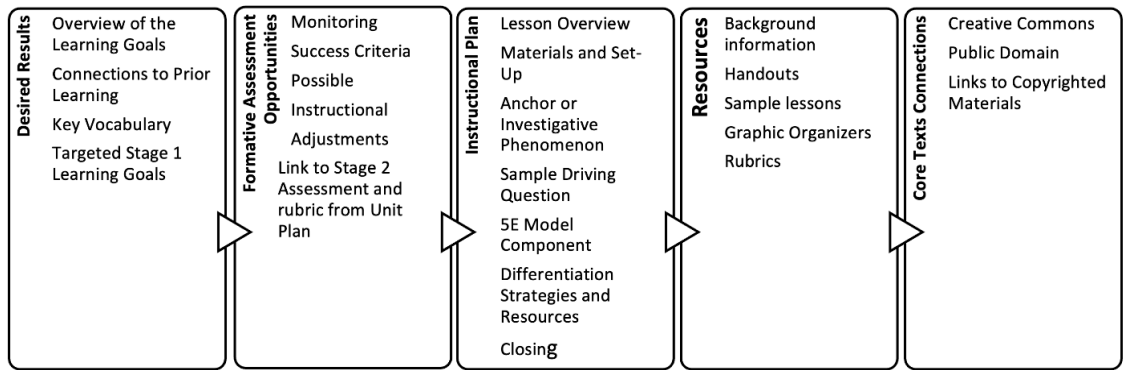 Desired Results
Overview of the
Learning Goals
Connections to Prior
Learning
Key Vocabulary
Targeted Stage 1
Learning Goals
Formative Assessment
Opportunities
Monitoring
Success Criteria
Possible
Instructional
Adjustments
Link to Stage 2
Assessment and
rubric from Unit
Plan
Instructional Plan
Lesson Overview
Materials and Set-
Up
Anchor or
Investigative
Phenomenon
Sample Driving
Question
5E Model
Component
Differentiation
Strategies and
Resources
Closing
Resources
Background
information
Handouts
Sample lessons
Graphic Organizers
Rubrics
Core Texts Connections
Creative Commons
Public Domain
Links to Copyrighted
Materials